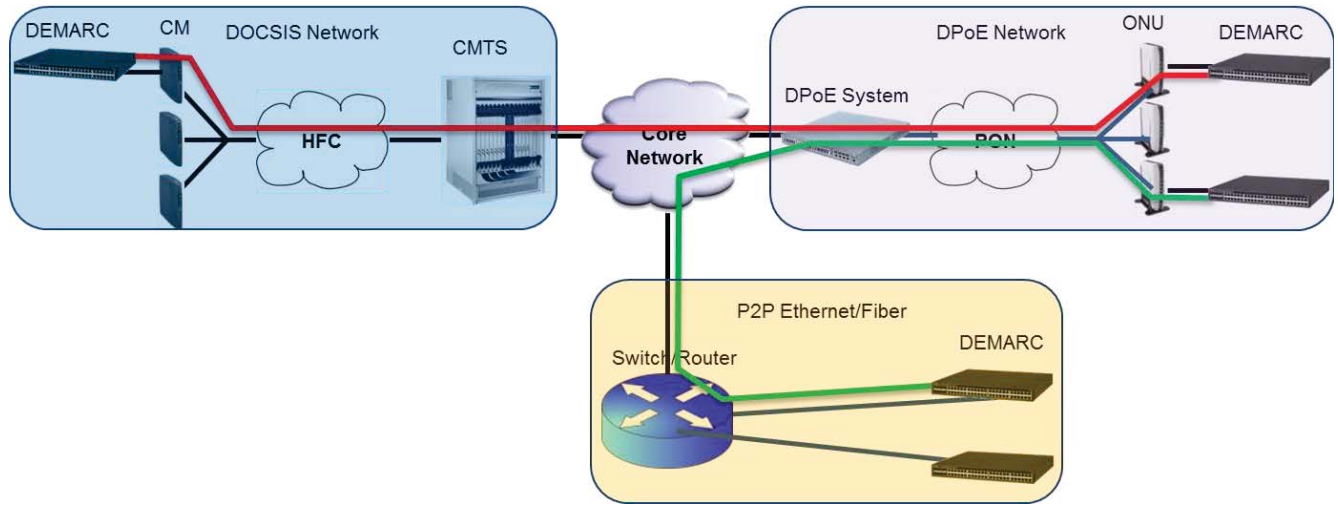 DEMARC
CM
DOCSIS Network
CMTS
HFC
Core
Network
DPoE Network
ONU
DEMARC
DPoE System
PON
P2P Ethernet/Fiber
Switch/Router
DEMARC